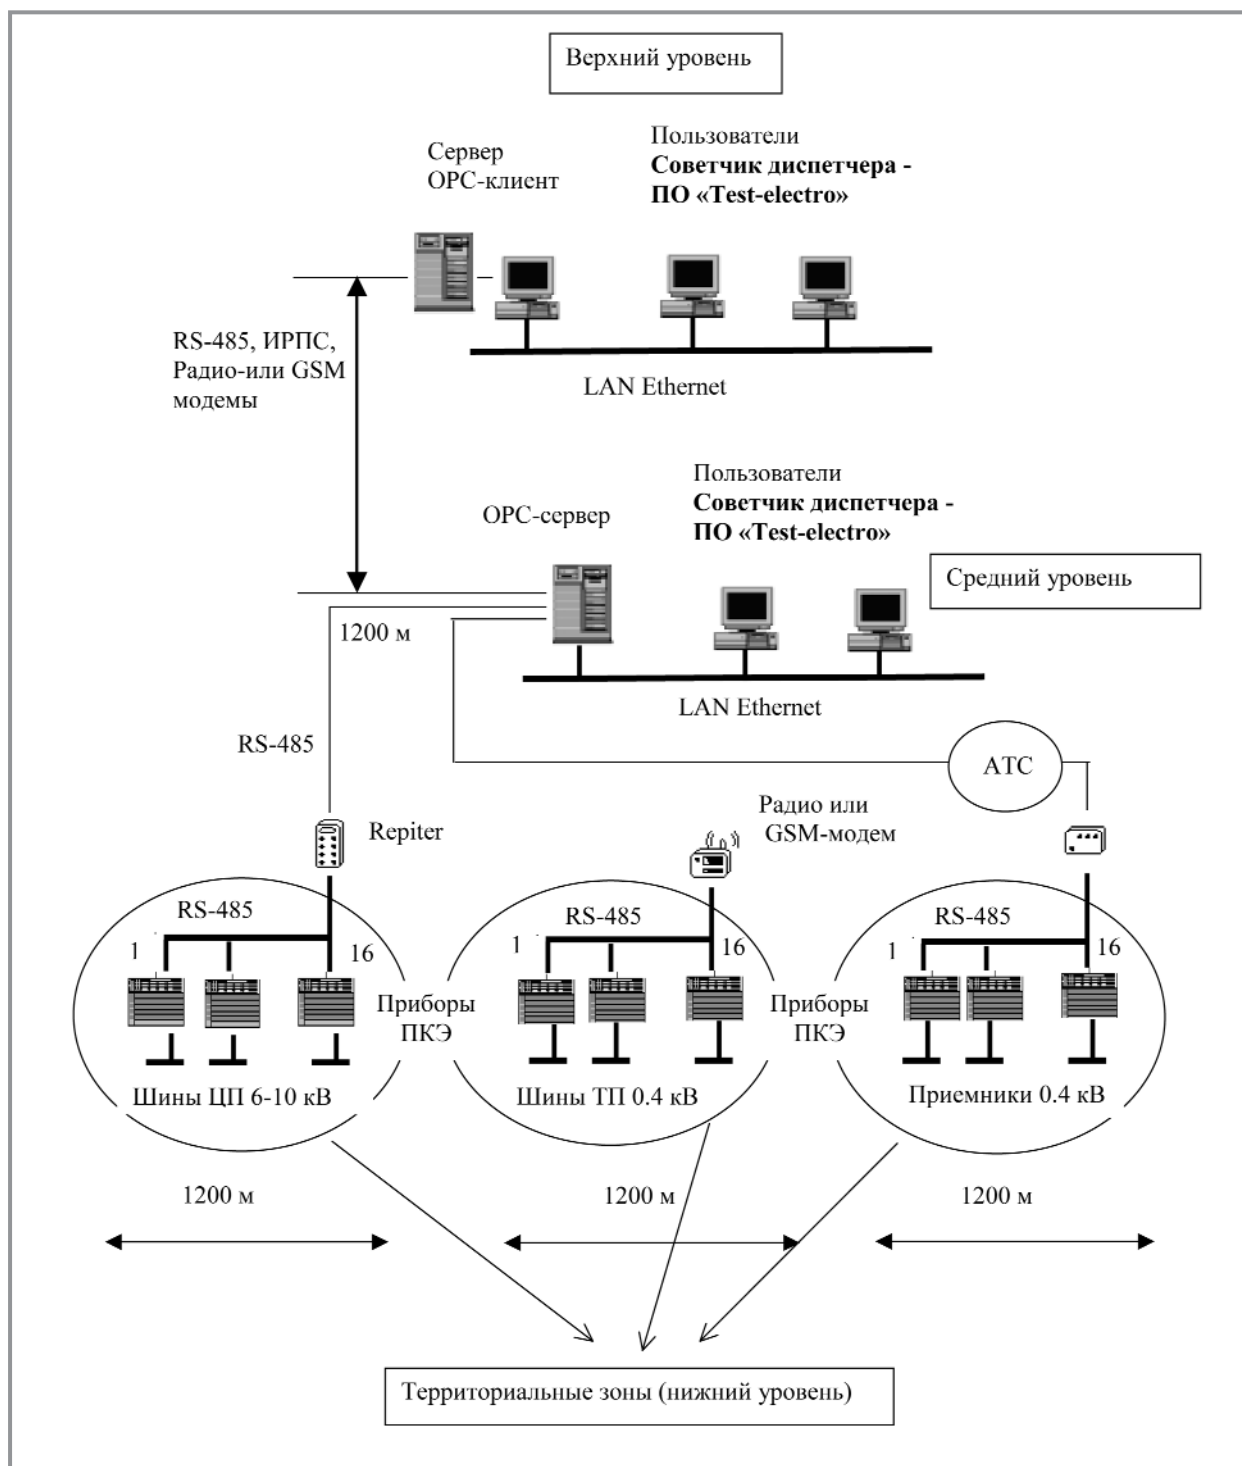 Верхний уровень
Пользователи
Советчик диспетчера -
ПО «Test-electro»
Сервер
ОРС-клиент
RS-485, ИРПС,
Радио-или GSM
модемы
LAN Ethernet
Пользователи
Советчик диспетчера -
ПО «Test-electro»
ОРС-сервер
Средний уровень
1200 м
LAN Ethernet
RS-485
АТС
Repiter
Радио или
GSM-модем
RS-485
1
16
RS-485
1
16
RS-485
1
16
Приборы
ПКЭ
Приборы
ПКЭ
Шины ЦП 6-10 кВ
Шины ТП 0.4 кВ
Приемники 0.4 кВ
1200 м
1200 м
1200 м
Территориальные зоны (нижний уровень)